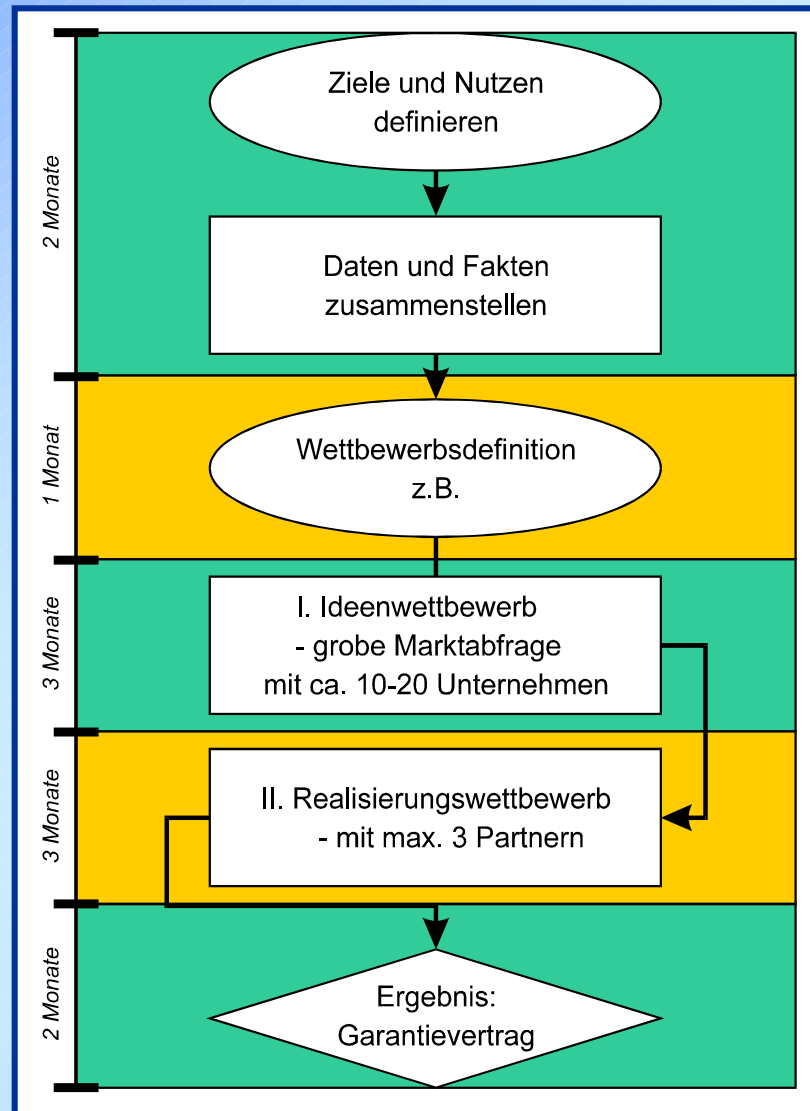 2 Monate
Ziele und Nutzen
definieren
Daten und Fakten
zusammenstellen
1 Monat
Wettbewerbsdefinition
z.B.
3 Monate
I. Ideenwettbewerb
- grobe Marktabfrage
mit ca. 10-20 Unternehmen
3 Monate
II. Realisierungswettbewerb
- mit max. 3 Partnern
2 Monate
Ergebnis:
Garantievertrag